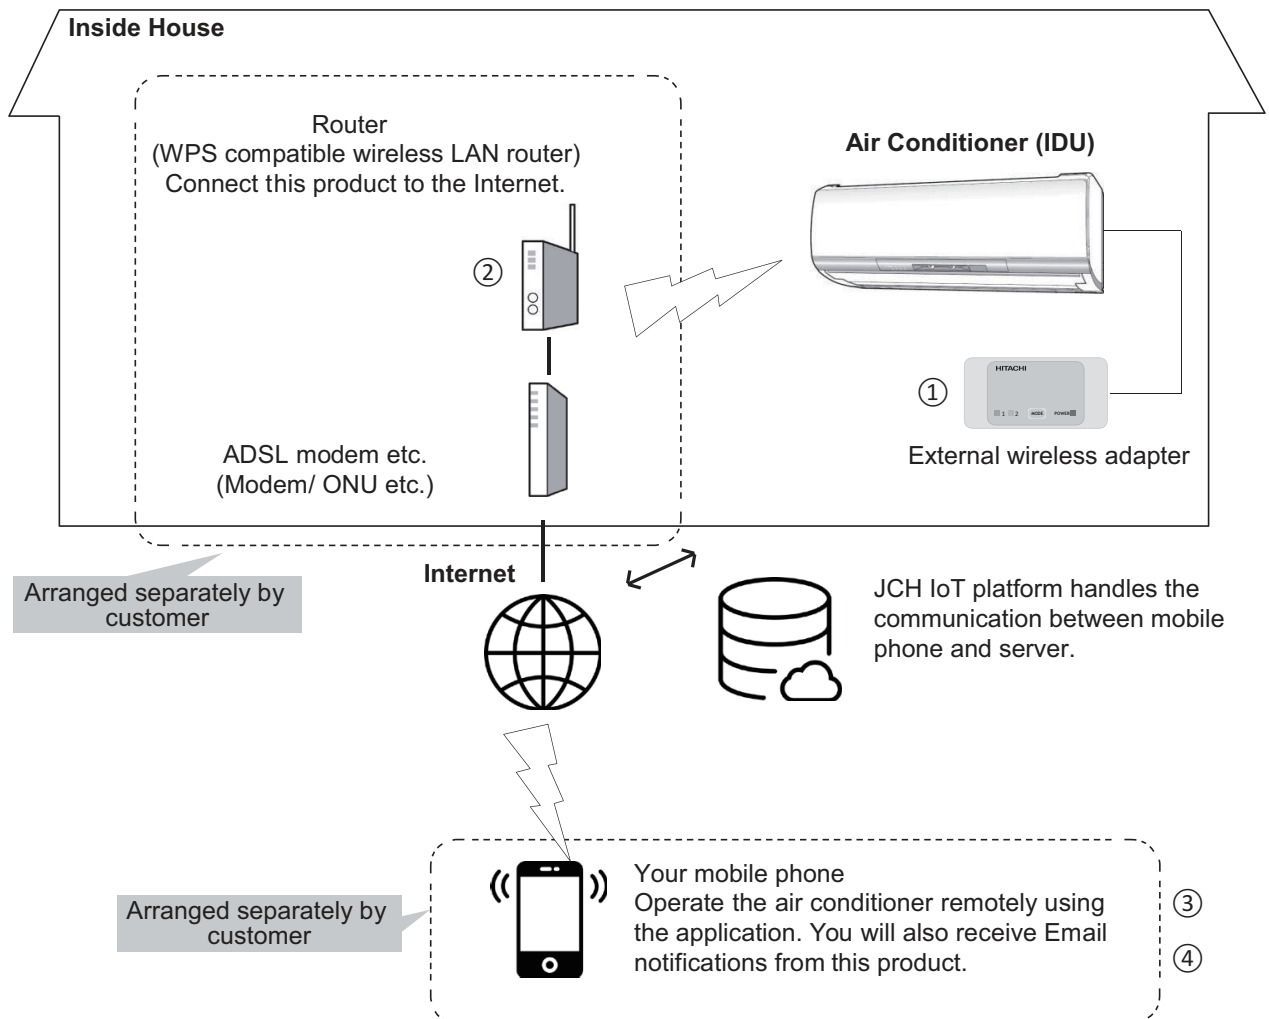 Inside House
Router
(WPS compatible wireless LAN router)
Connect this product to the Internet.
Air Conditioner (IDU)
②
①
HITACHI
1 2 MODE POWER
External wireless adapter
ADSL modem etc.
(Modem/ ONU etc.)
Arranged separately by
customer
Internet
JCH IoT platform handles the
communication between mobile
phone and server.
Arranged separately by
customer
Your mobile phone
Operate the air conditioner remotely using
the application. You will also receive Email
notifications from this product.
③
④